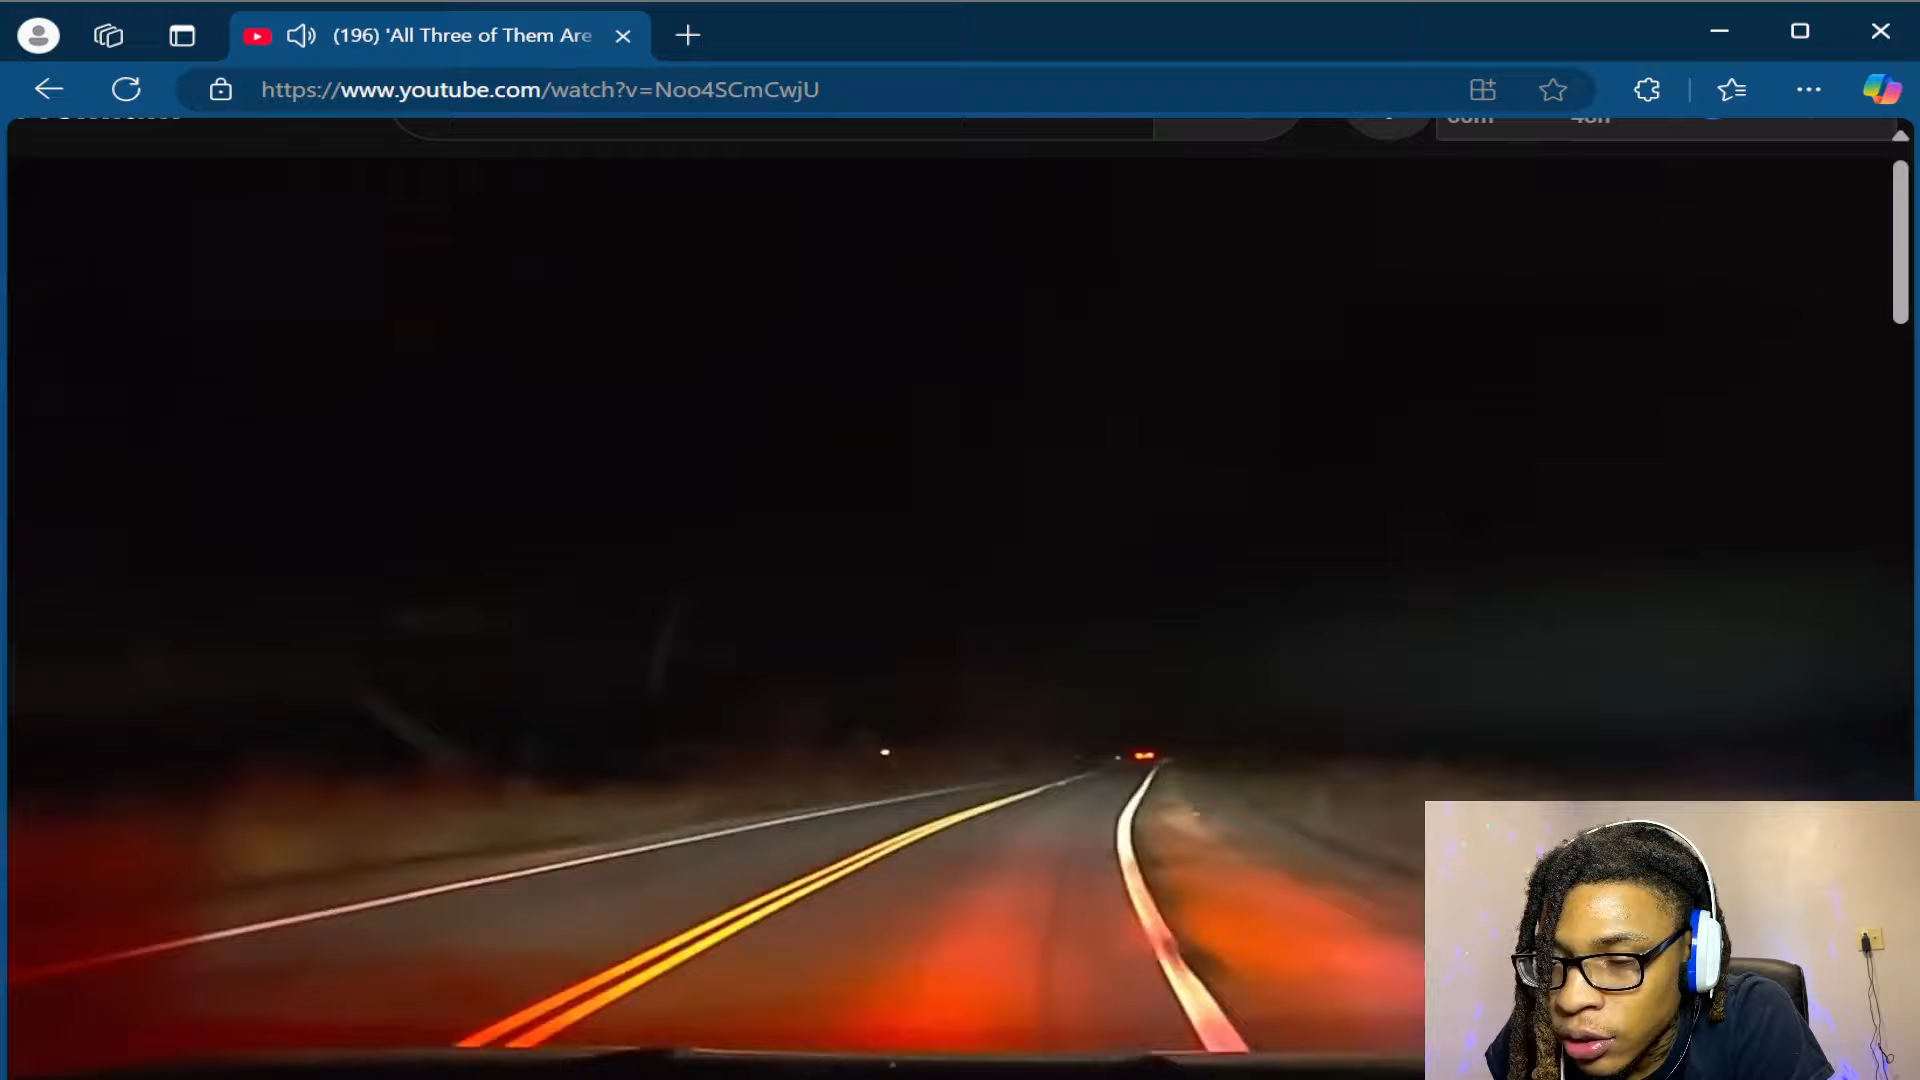 (196) 'All Three of Them Are
https://www.youtube.com/watch?v=Noo4SCmCwjU